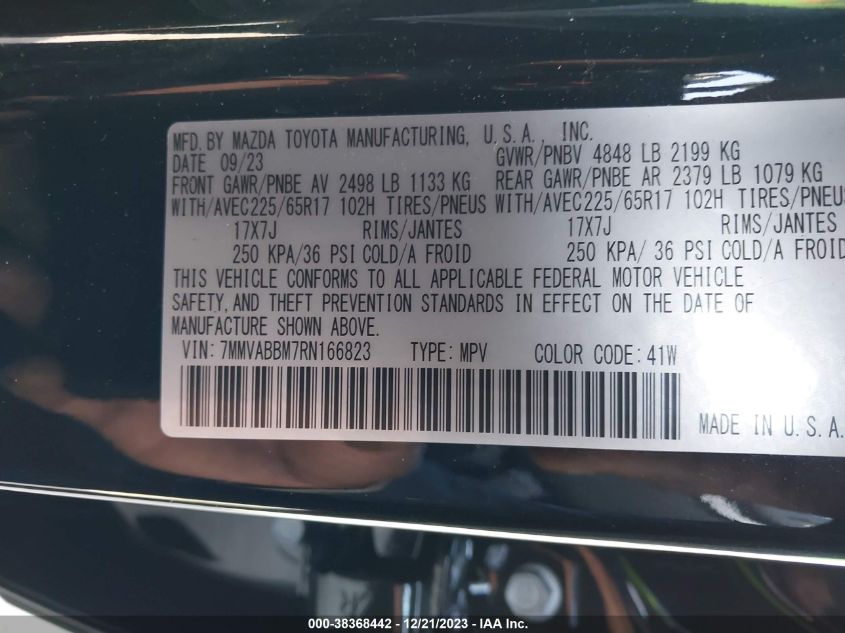 MFD. BY MAZDA TOYOTA MANUFACTURING, U.S.A., INC.
DATE 09/23 GVWR/PNBV 4848 LB 2199 KG
FRONT GAWR/PNBE AV 2498 LB 1133 KG REAR GAWR/PNBE AR 2379 LB 1079 KG
WITH/AVEC225/65R17 102H TIRES/PNEUS WITH/AVEC225/65R17 102H TIRES/PNEUS
17X7J RIMS/JANTES 17X7J RIMS/JANTES
250 KPA/36 PSI COLD/A FROID 250 KPA/ 36 PSI COLD/A FROID
THIS VEHICLE CONFORMS TO ALL APPLICABLE FEDERAL MOTOR VEHICLE
SAFETY, AND THEFT PREVENTION STANDARDS IN EFFECT ON THE DATE OF
MANUFACTURE SHOWN ABOVE.
VIN: 7MMVABBM7RN166823 TYPE: MPV COLOR CODE: 41W
MADE IN U.S.A.
000-38368442 - 12/21/2023 - IAA Inc.